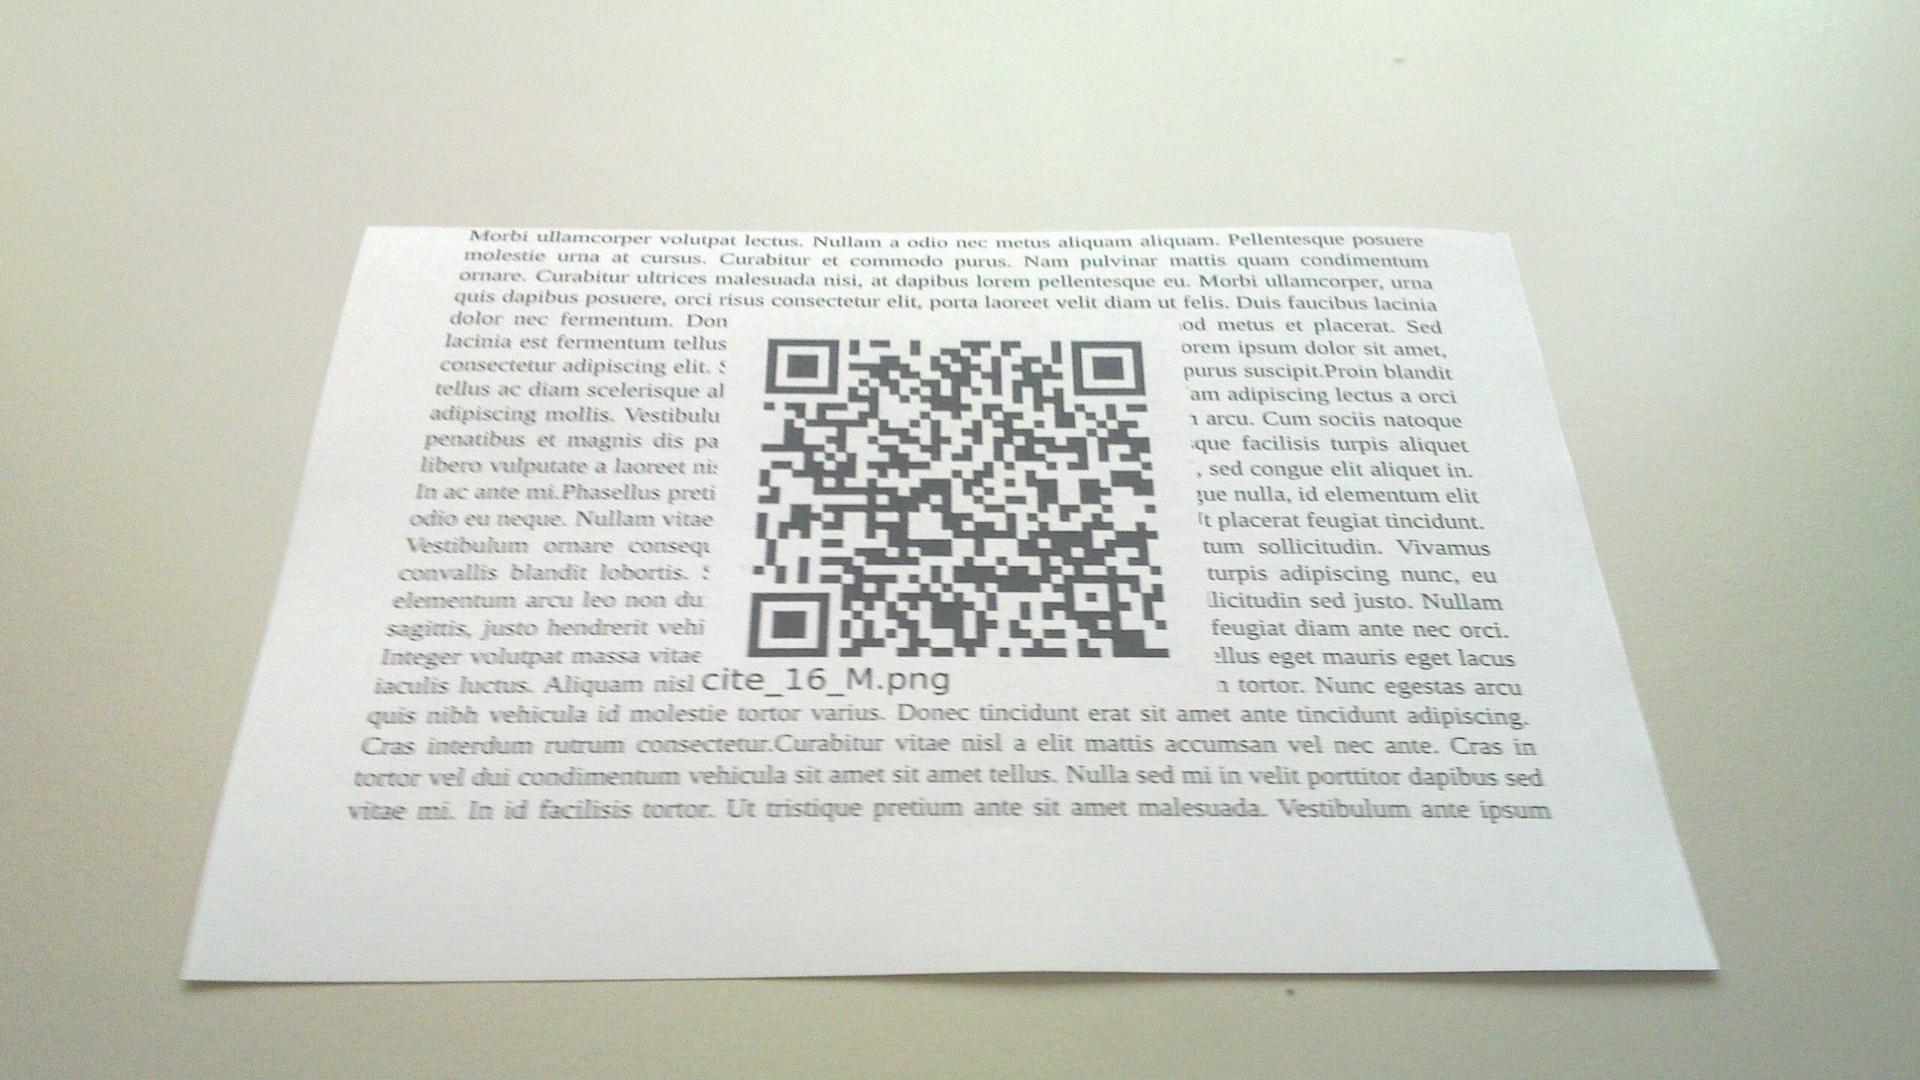 Morbi ullamcorper volutpat lectus. Nullam a odio nec metus aliquam aliquam. Pellentesque posuere
molestie urna at cursus. Curabitur et commodo purus. Nam pulvinar mattis quam condimentum
ornare. Curabitur ultrices malesuada nisi, at dapibus lorem pellentesque eu. Morbi ullamcorper, urna
quis dapibus posuere, orci risus consectetur elit, porta laoreet velit diam ut felis. Duis faucibus lacinia
dolor nec fermentum. Don od metus et placerat. Sed
lacinia est fermentum tellus orem ipsum dolor sit amet,
consectetur adipiscing elit. purus suscipit.Proin blandit
tellus ac diam scelerisque al am adipiscing lectus a orci
adipiscing mollis. Vestibulu arcu. Cum sociis natoque
penatibus et magnis dis pa que facilisis turpis aliquet
libero vulputate a laoreet ni , sed congue elit aliquet in.
In ac ante mi.Phasellus preti gue nulla, id elementum elit
odio eu neque. Nullam vitae t placerat feugiat tincidunt.
Vestibulum ornare consequ tum sollicitudin. Vivamus
convallis blandit lobortis. turpis adipiscing nunc, eu
elementum arcu leo non du licitudin sed justo. Nullam
sagittis, justo hendrerit vehi feugiat diam ante nec orci.
Integer volutpat massa vitae llus eget mauris eget lacus
iaculis luctus. Aliquam nisl cite_16_M.png tortor. Nunc egestas arcu
quis nibh vehicula id molestie tortor varius. Donec tincidunt erat sit amet ante tincidunt adipiscing.
Cras interdum rutrum consectetur.Curabitur vitae nisl a elit mattis accumsan vel nec ante. Cras in
tortor vel dui condimentum vehicula sit amet sit amet tellus. Nulla sed mi in velit porttitor dapibus sed
vitae mi. In id facilisis tortor. Ut tristique pretium ante sit amet malesuada. Vestibulum ante ipsum